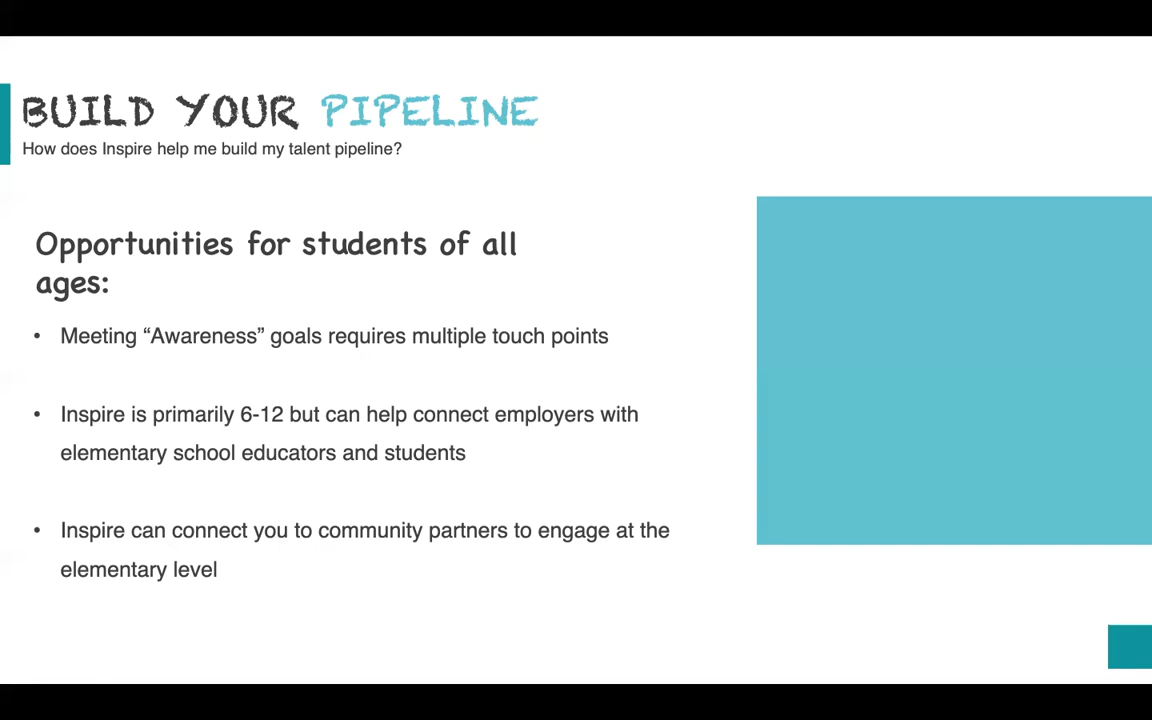 BUILD YOUR PIPELINE
How does Inspire help me build my talent pipeline?
Opportunities for students of all
ages:
• Meeting “Awareness” goals requires multiple touch points
• Inspire is primarily 6-12 but can help connect employers with
elementary school educators and students
• Inspire can connect you to community partners to engage at the
elementary level